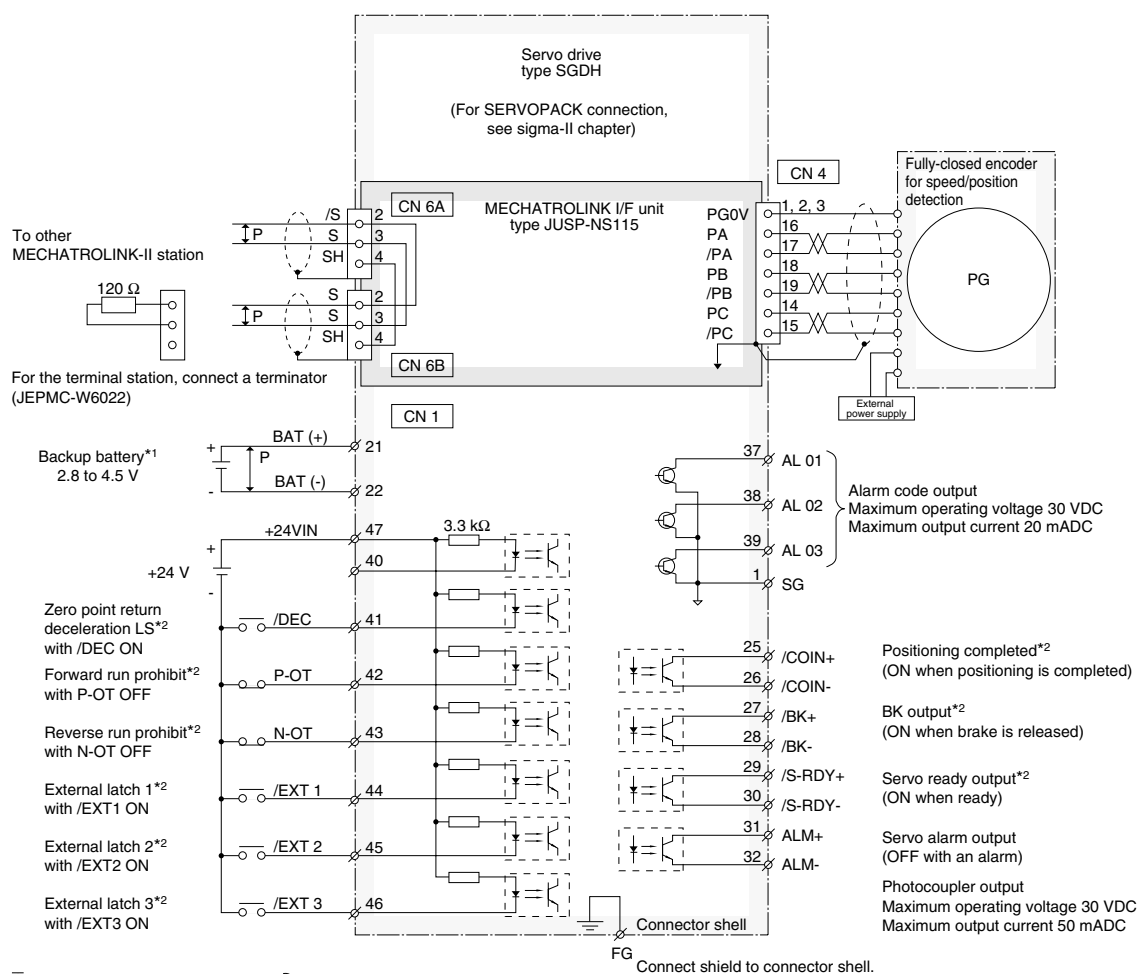 Servo drive
type SGDH
(For SERVOPACK connection,
see sigma-II chapter)
CN 4
Fully-closed encoder
for speed/position
detection
PG
CN 6A
MECHATROLINK I/F unit
type JUSP-NS115
PG0V
1, 2, 3
PA
16
/PA
17
PB
18
/PB
19
PC
14
/PC
15
External
power supply
To other
MECHATROLINK-II station
/S
2
P
S
3
SH
4
120 Ω
S
2
P
S
3
SH
4
CN 6B
For the terminal station, connect a terminator
(JEPMC-W6022)
CN 1
Backup battery*1
2.8 to 4.5 V
+
-
BAT (+)
21
P
BAT (-)
22
+24VIN
47
3.3 kΩ
+
+24 V
-
40
Zero point return
deceleration LS*2
with /DEC ON
/DEC
41
Forward run prohibit*2
with P-OT OFF
P-OT
42
Reverse run prohibit*2
with N-OT OFF
N-OT
43
External latch 1*2
with /EXT1 ON
/EXT 1
44
External latch 2*2
with /EXT2 ON
/EXT 2
45
External latch 3*2
with /EXT3 ON
/EXT 3
46
37
AL 01
38
AL 02
39
AL 03
1
SG
Alarm code output
Maximum operating voltage 30 VDC
Maximum output current 20 mADC
25
/COIN+
26
/COIN-
Positioning completed*2
(ON when positioning is completed)
27
/BK+
28
/BK-
BK output*2
(ON when brake is released)
29
/S-RDY+
30
/S-RDY-
Servo ready output*2
(ON when ready)
31
ALM+
32
ALM-
Servo alarm output
(OFF with an alarm)
Photocoupler output
Maximum operating voltage 30 VDC
Maximum output current 50 mADC
Connector shell
FG
Connect shield to connector shell.